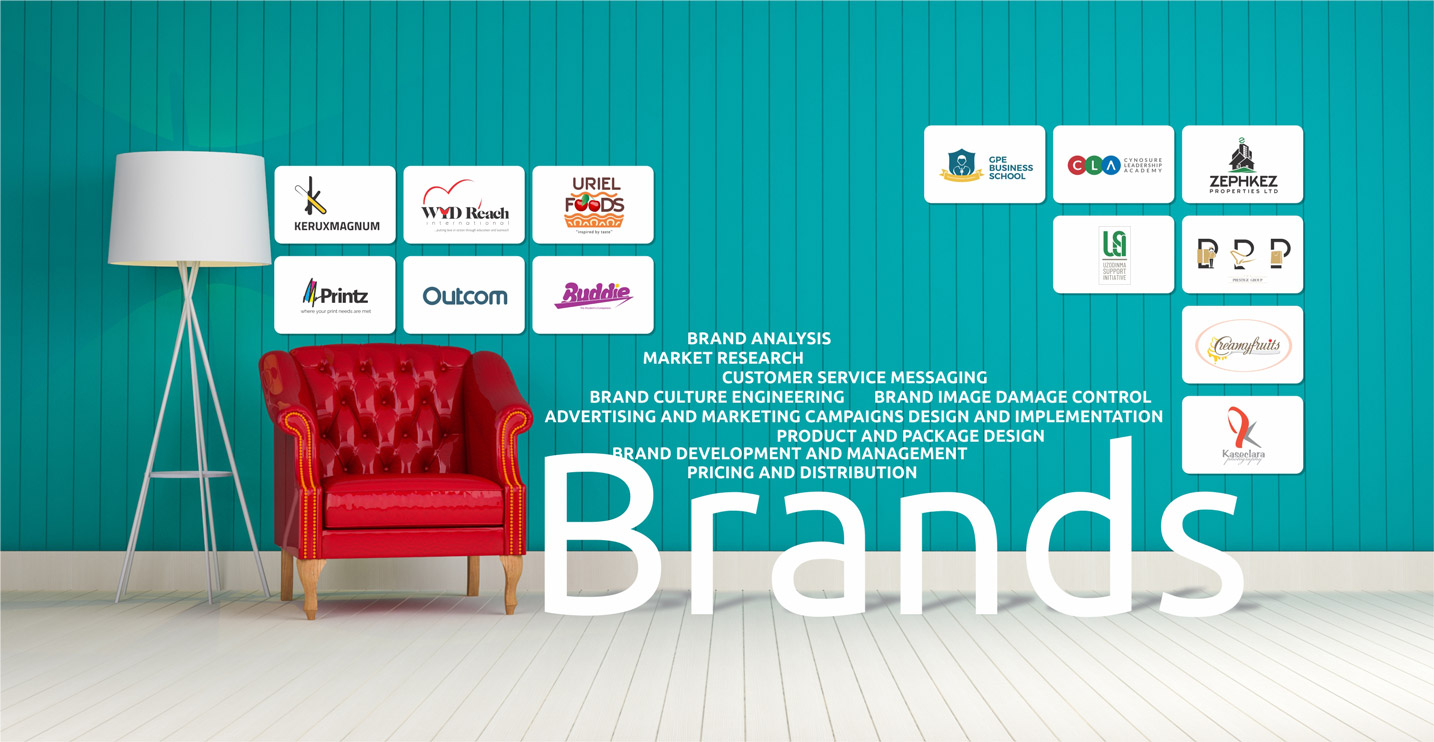 KERUXMAGNUM
WYD Reach
international
URIEL
FOODS
"inspired by taste"
Printz
where your print needs are met
Outcom
Buddie
GPE
BUSINESS
SCHOOL
CLA
CYNOSURE
LEADERSHIP
ACADEMY
ZEPHKEZ
PROPERTIES LTD
UZODINMA
SUPPORT
INITIATIVE
PRESTIGE GROUP
Creamyfruits
Kaseclara
BRAND ANALYSIS
MARKET RESEARCH
CUSTOMER SERVICE MESSAGING
BRAND CULTURE ENGINEERING BRAND IMAGE DAMAGE CONTROL
ADVERTISING AND MARKETING CAMPAIGNS DESIGN AND IMPLEMENTATION
PRODUCT AND PACKAGE DESIGN
BRAND DEVELOPMENT AND MANAGEMENT
PRICING AND DISTRIBUTION
Brands